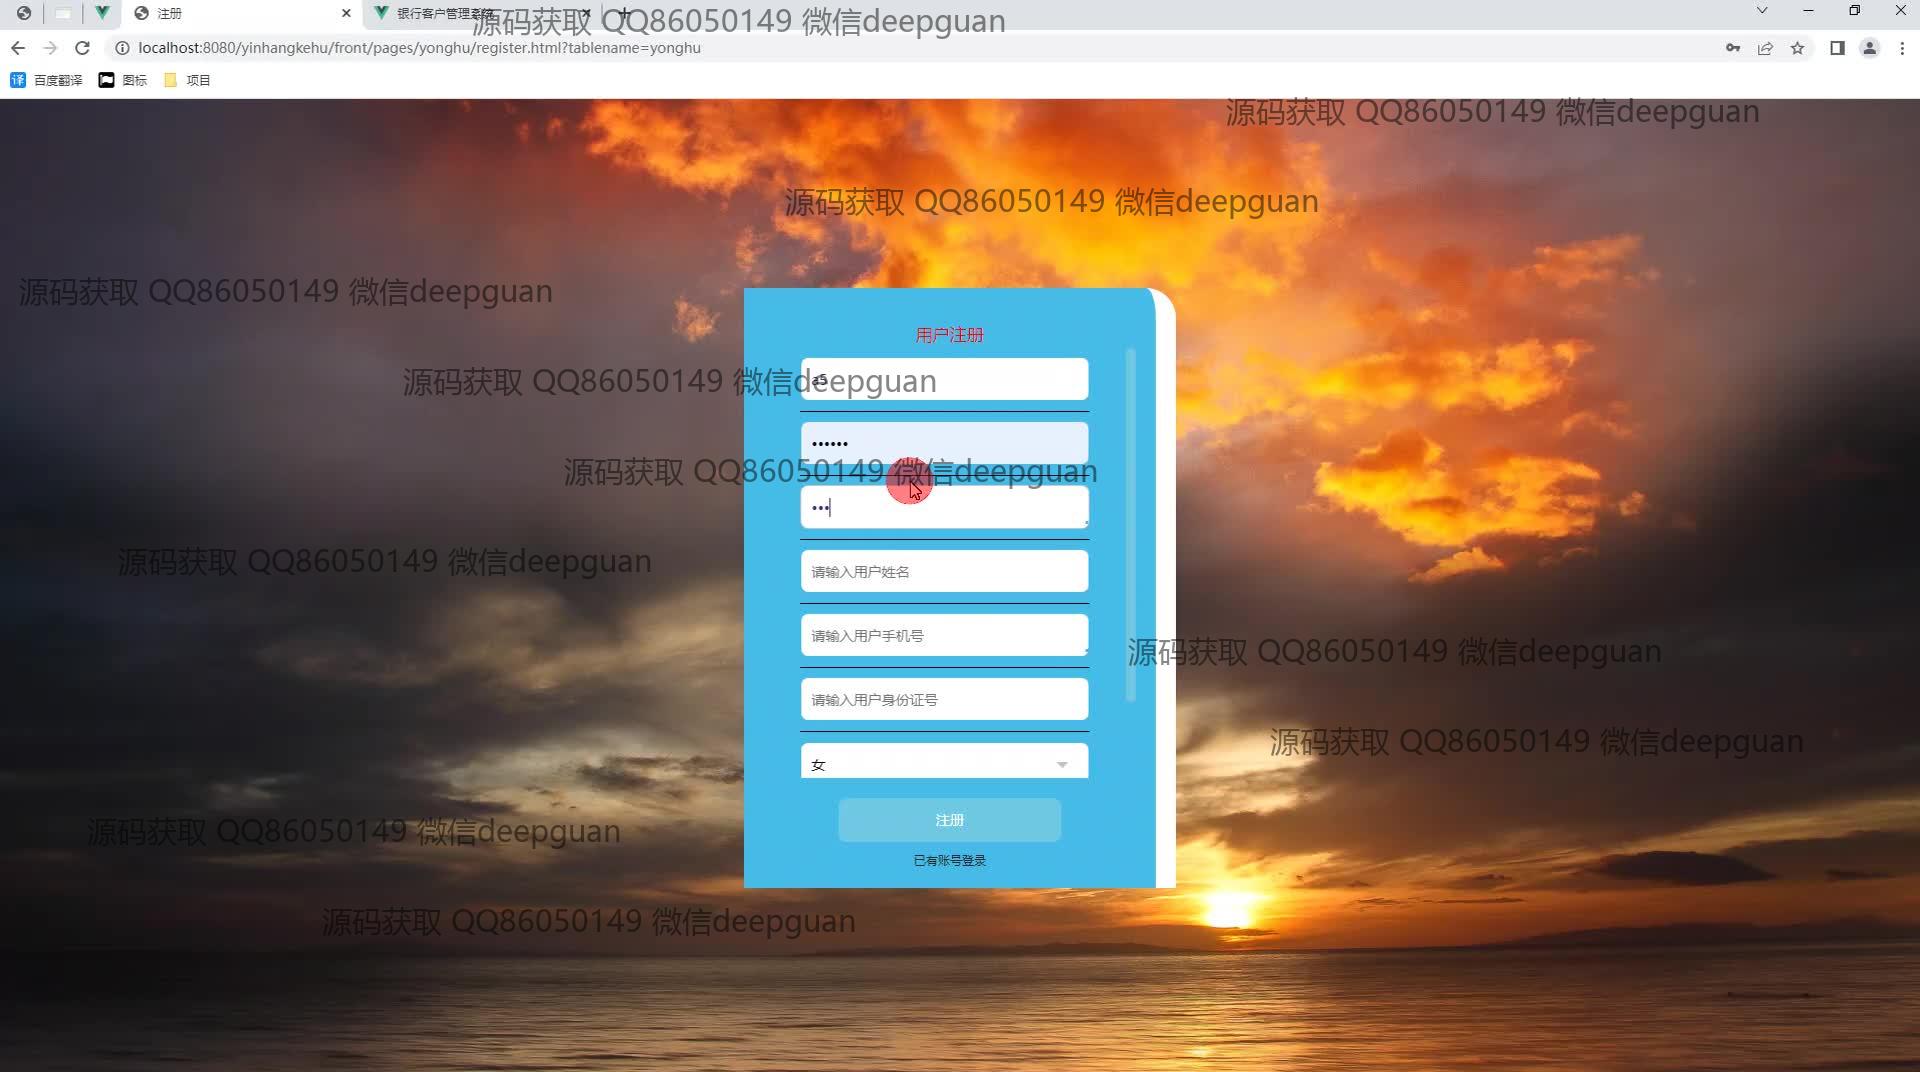 注册
银行客户管理系统
源码获取 QQ86050149 微信deepguan
localhost:8080/yinhangkehu/front/pages/yonghu/register.html?tablename=yonghu
百度翻译
图标
项目
源码获取 QQ86050149 微信deepguan
源码获取 QQ86050149 微信deepguan
源码获取 QQ86050149 微信deepguan
用户注册
a5
源码获取 QQ86050149 微信deepguan
••••••
源码获取 QQ86050149 微信deepguan
•••
源码获取 QQ86050149 微信deepguan
请输入用户姓名
请输入用户手机号
源码获取 QQ86050149 微信deepguan
请输入用户身份证号
源码获取 QQ86050149 微信deepguan
女
注册
源码获取 QQ86050149 微信deepguan
已有账号登录
源码获取 QQ86050149 微信deepguan